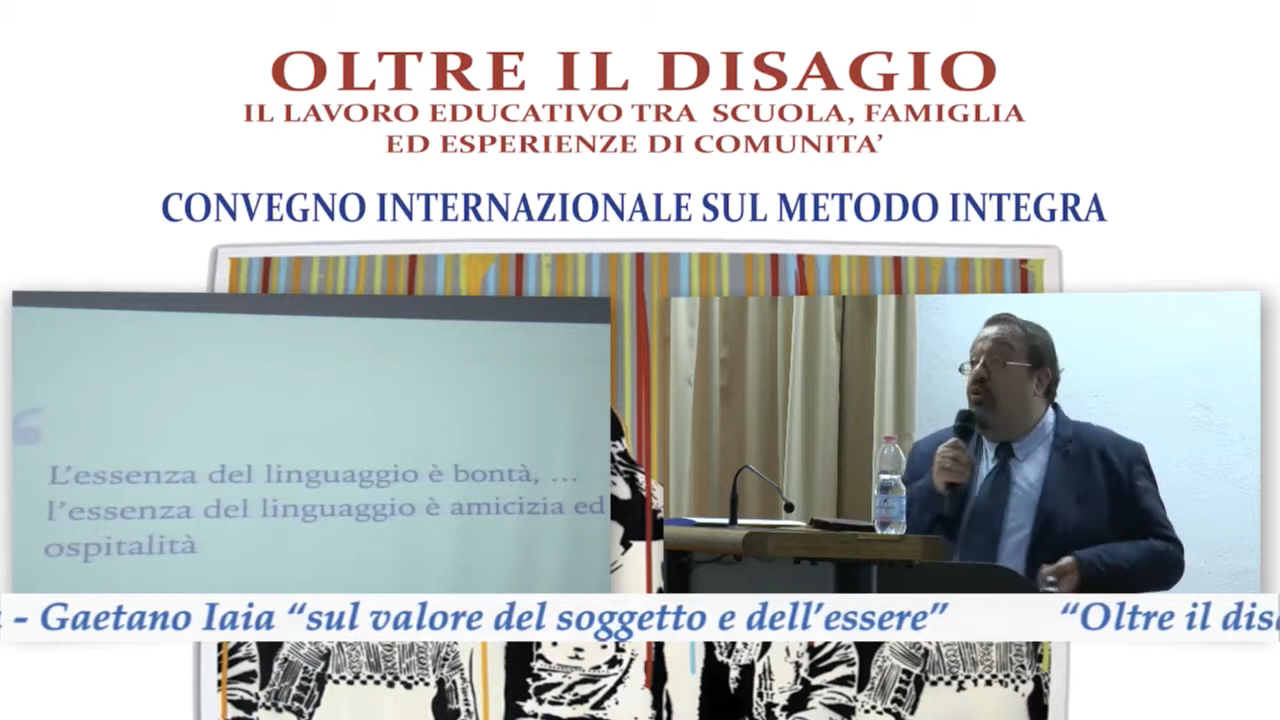 OLTRE IL DISAGIO
IL LAVORO EDUCATIVO TRA SCUOLA, FAMIGLIA
ED ESPERIENZE DI COMUNITA’
CONVEGNO INTERNAZIONALE SUL METODO INTEGRA
“
L’essenza del linguaggio è bontà, ...
l’essenza del linguaggio è amicizia ed
ospitalità
- Gaetano Iaia “sul valore del soggetto e dell’essere” “Oltre il